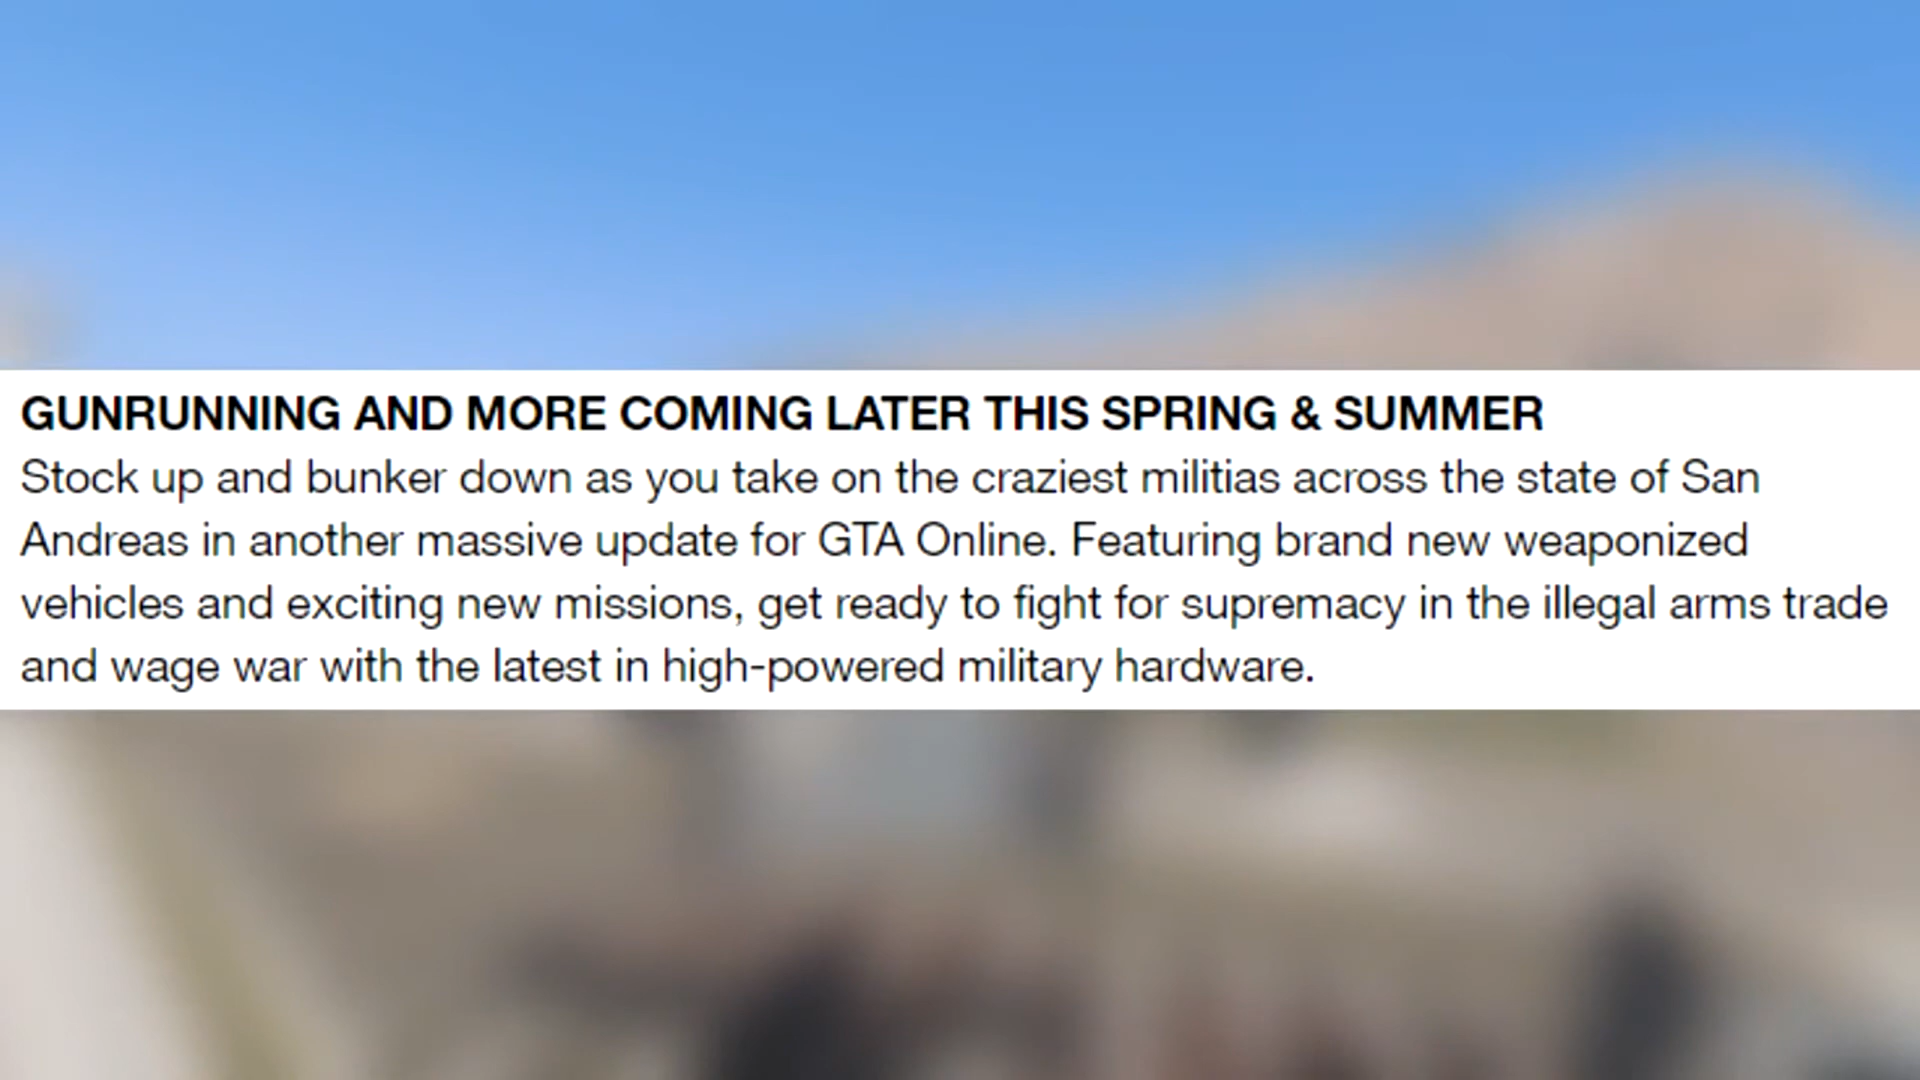 GUNRUNNING AND MORE COMING LATER THIS SPRING & SUMMER
Stock up and bunker down as you take on the craziest militias across the state of San
Andreas in another massive update for GTA Online. Featuring brand new weaponized
vehicles and exciting new missions, get ready to fight for supremacy in the illegal arms trade
and wage war with the latest in high-powered military hardware.